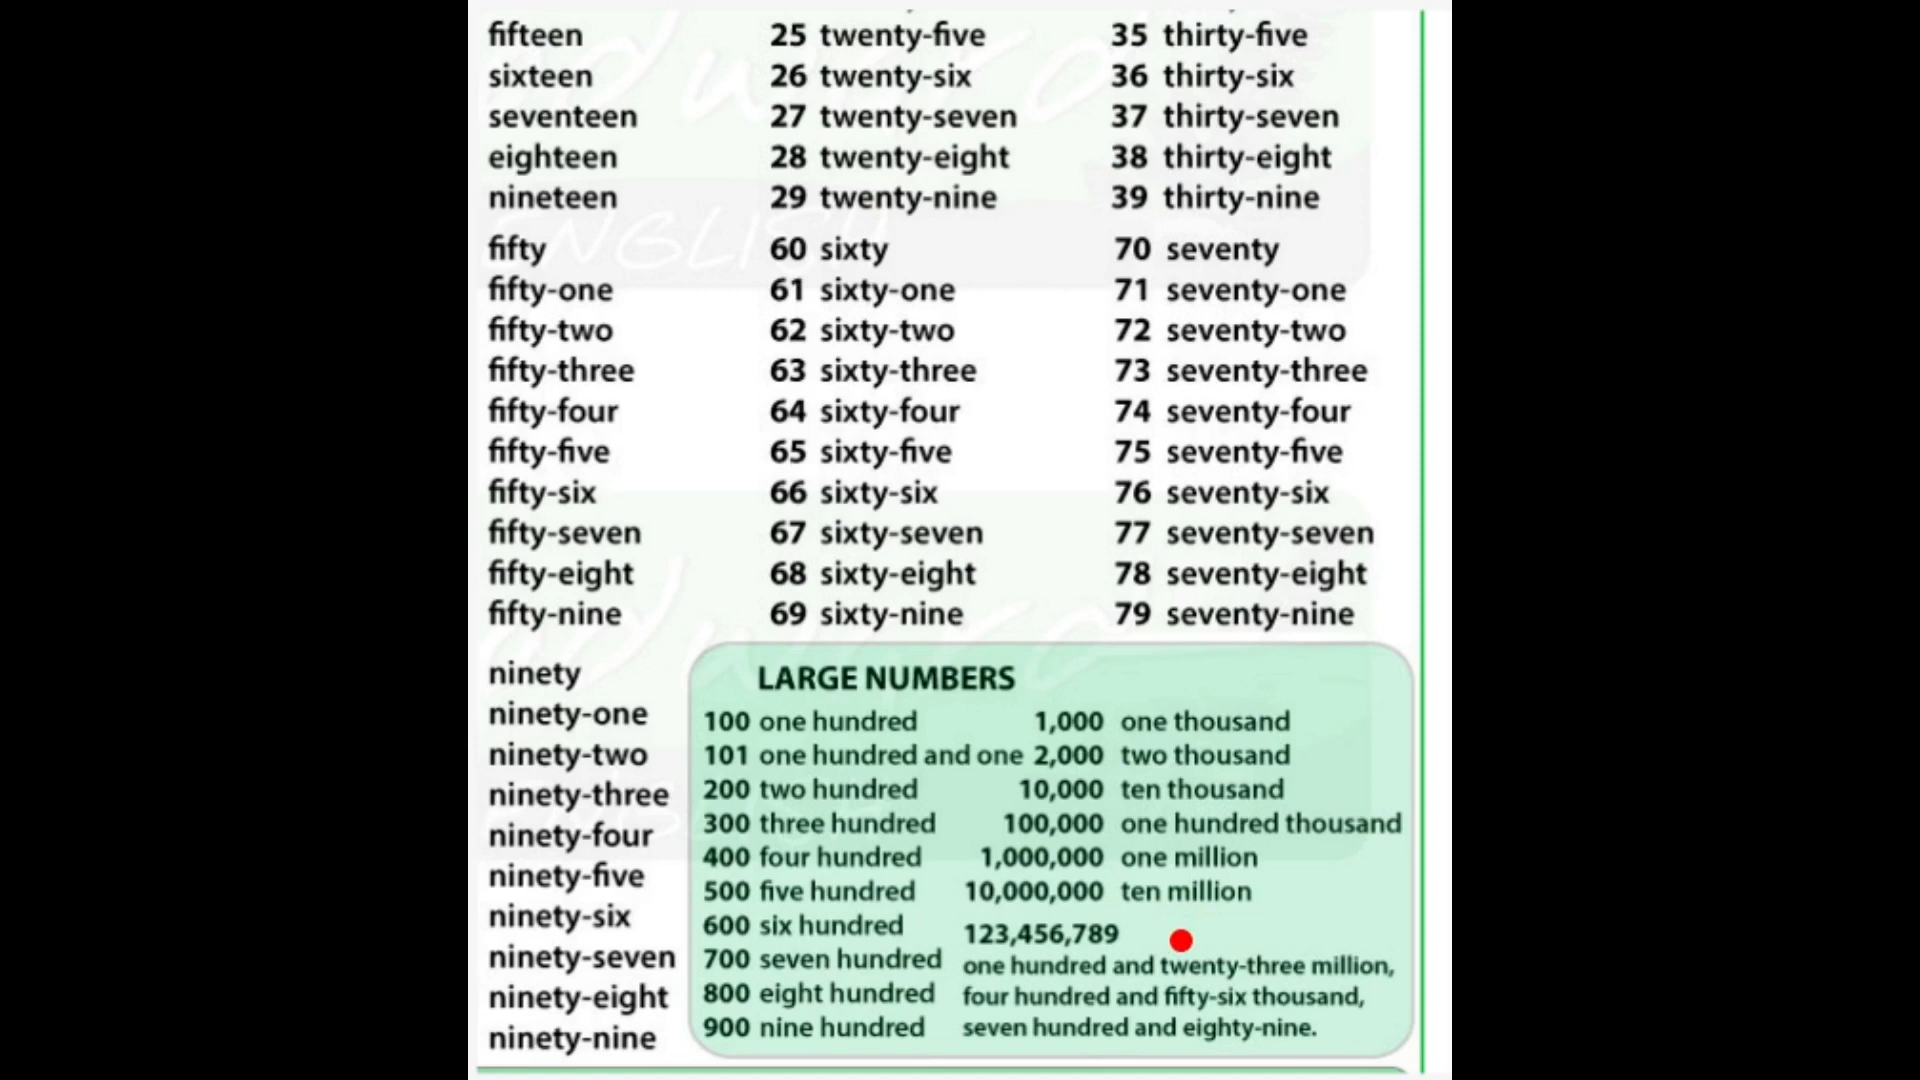 fifteen 25 twenty-five 35 thirty-five
sixteen 26 twenty-six 36 thirty-six
seventeen 27 twenty-seven 37 thirty-seven
eighteen 28 twenty-eight 38 thirty-eight
nineteen 29 twenty-nine 39 thirty-nine
fifty 60 sixty 70 seventy
fifty-one 61 sixty-one 71 seventy-one
fifty-two 62 sixty-two 72 seventy-two
fifty-three 63 sixty-three 73 seventy-three
fifty-four 64 sixty-four 74 seventy-four
fifty-five 65 sixty-five 75 seventy-five
fifty-six 66 sixty-six 76 seventy-six
fifty-seven 67 sixty-seven 77 seventy-seven
fifty-eight 68 sixty-eight 78 seventy-eight
fifty-nine 69 sixty-nine 79 seventy-nine
ninety
ninety-one
ninety-two
ninety-three
ninety-four
ninety-five
ninety-six
ninety-seven
ninety-eight
ninety-nine
LARGE NUMBERS
100 one hundred 1,000 one thousand
101 one hundred and one 2,000 two thousand
200 two hundred 10,000 ten thousand
300 three hundred 100,000 one hundred thousand
400 four hundred 1,000,000 one million
500 five hundred 10,000,000 ten million
600 six hundred
700 seven hundred
800 eight hundred
900 nine hundred
123,456,789
one hundred and twenty-three million,
four hundred and fifty-six thousand,
seven hundred and eighty-nine.
ENGLISH